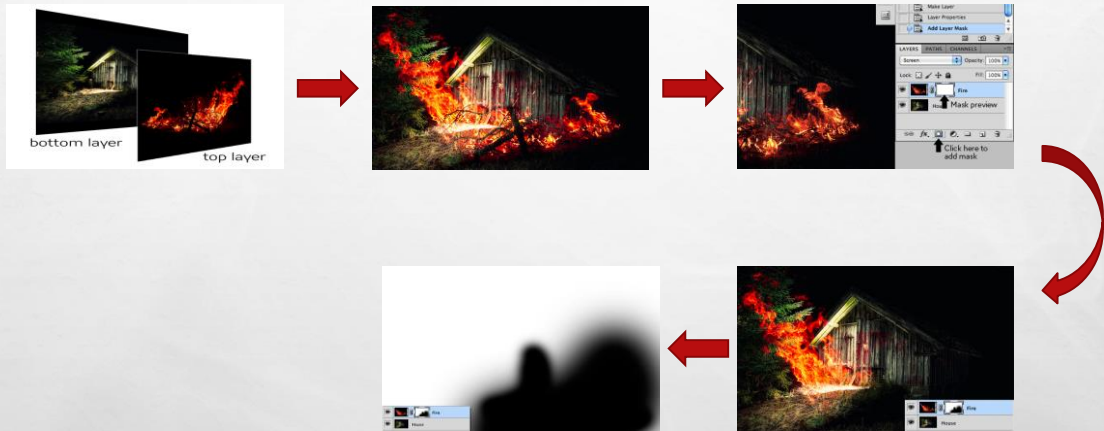 bottom layer
top layer
Make Layer
Layer Properties
Add Layer Mask
LAYERS PATHS CHANNELS
Screen Opacity: 100%
Lock: Fill: 100%
Fire
Mask preview
Click here to
add mask
Fire
House
Fire
House